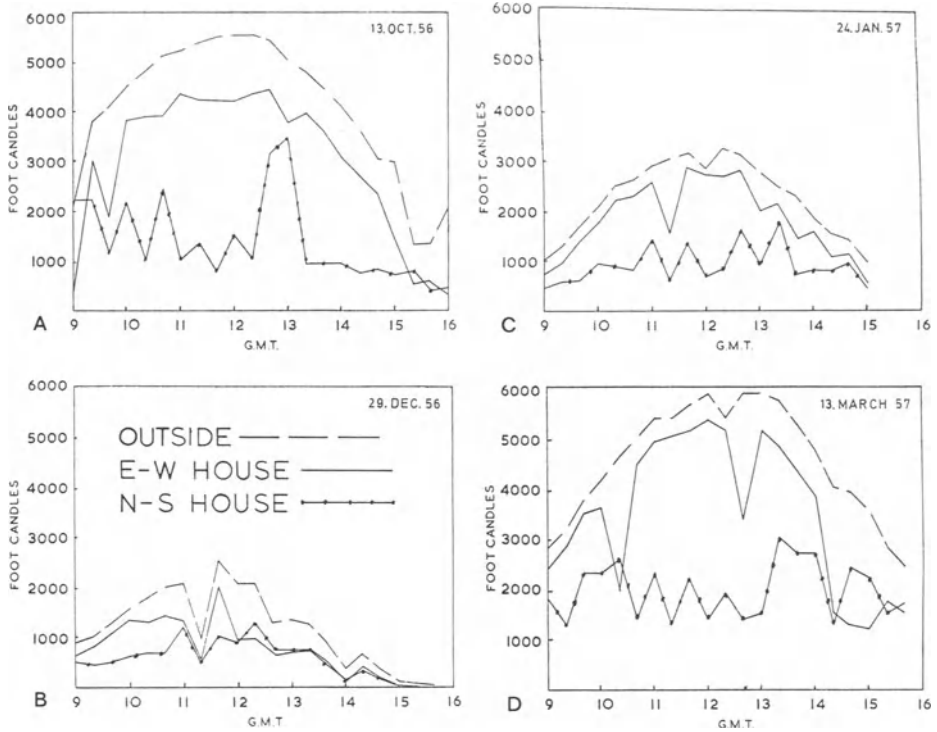 6000
13.OCT.56
5000
4000
3000
2000
1000
FOOT CANDLES
9 10 11 12 13 14 15 16
G.M.T.
A
6000
24.JAN.57
5000
4000
3000
2000
1000
FOOT CANDLES
9 10 11 12 13 14 15 16
G.M.T.
C
6000
29.DEC.56
5000
4000
3000
2000
1000
FOOT CANDLES
OUTSIDE
E-W HOUSE
N-S HOUSE
9 10 11 12 13 14 15 16
G.M.T.
B
6000
13.MARCH 57
5000
4000
3000
2000
1000
FOOT CANDLES
9 10 11 12 13 14 15 16
G.M.T.
D